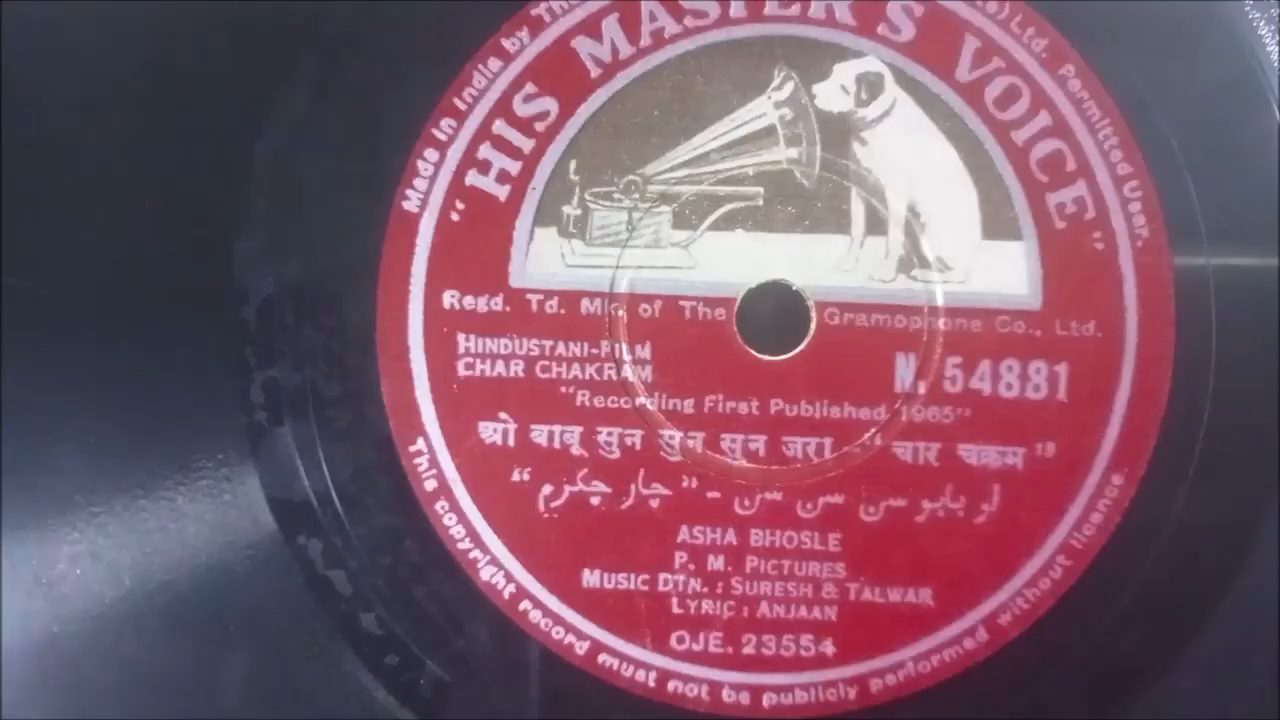 Made in India by The
Co) Ltd. Permitted User.
"HIS MASTER'S VOICE"
Regd. Td. Mk. of The Gramophone Co., Ltd.
HINDUSTANI-FILM
CHAR CHAKRAM
N. 54881
"Recording First Published 1965"
ओ बाबू सुन सुन सुन जरा - "चार चक्रम"
او بابو سن سن سن - "چار چکرم"
ASHA BHOSLE
P. M. PICTURES
MUSIC DTN. : SURESH & TALWAR
LYRIC : ANJAAN
OJE. 23554
This copyright record must not be publicly performed without licence.